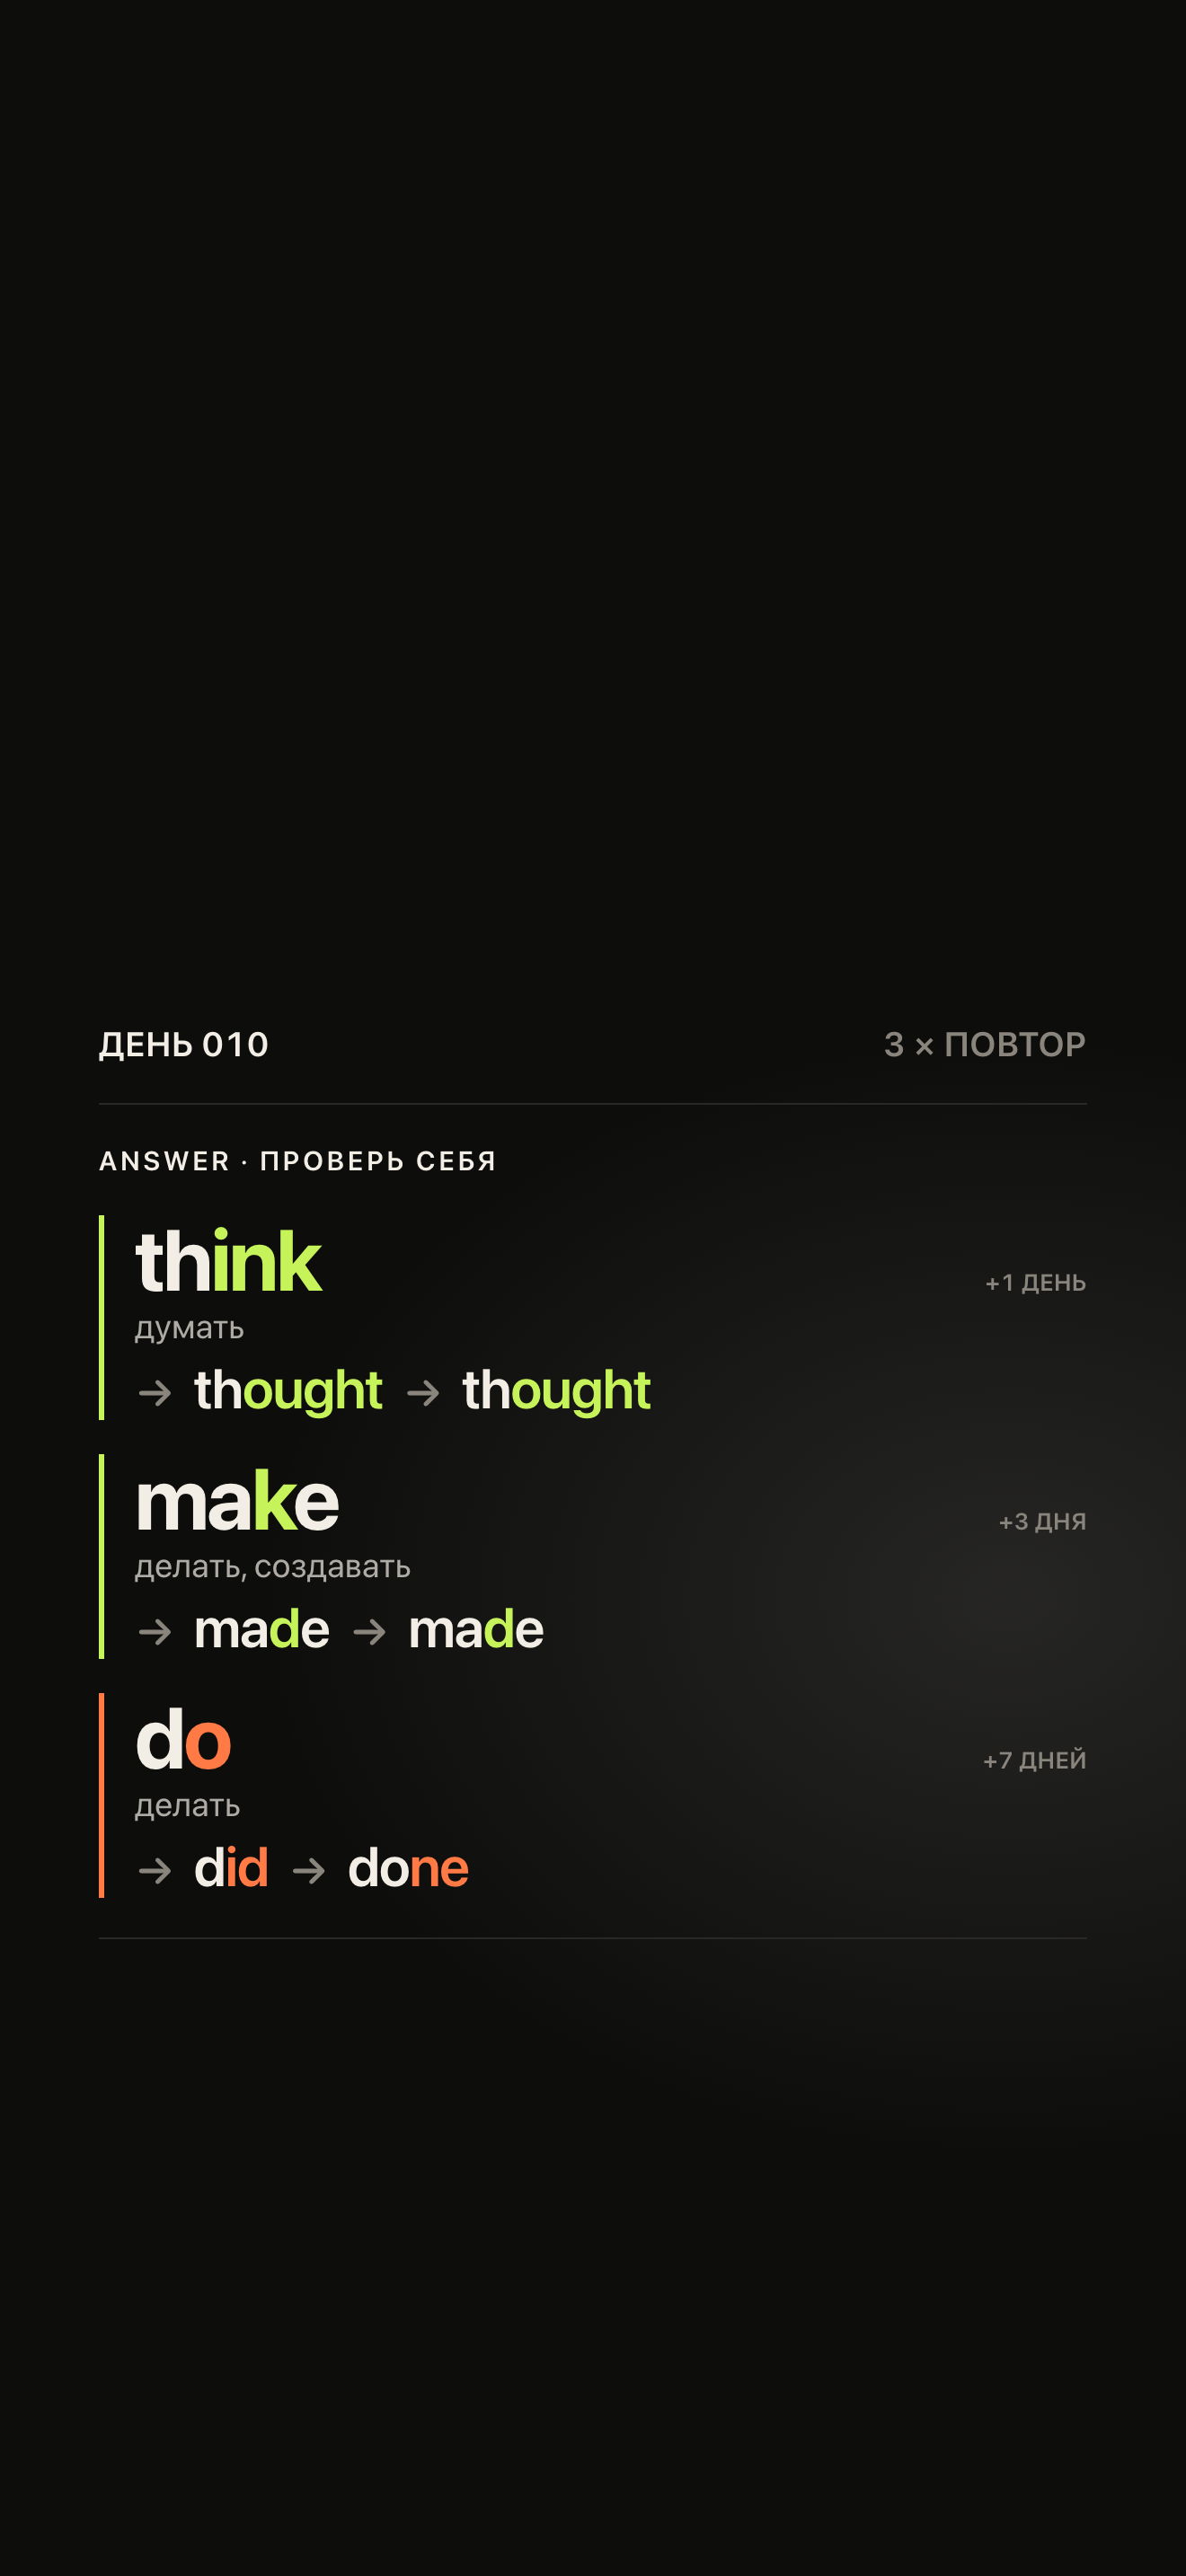 ДЕНЬ 010
3 × ПОВТОР
ANSWER · ПРОВЕРЬ СЕБЯ
think
+1 ДЕНЬ
думать
→ thought → thought
make
+3 ДНЯ
делать, создавать
→ made → made
do
+7 ДНЕЙ
делать
→ did → done